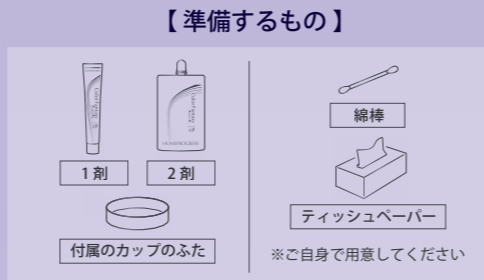 【 準備するもの 】
1 剤
2 剤
付属のカップのふた
綿棒
ティッシュペーパー
※ご自身で用意してください